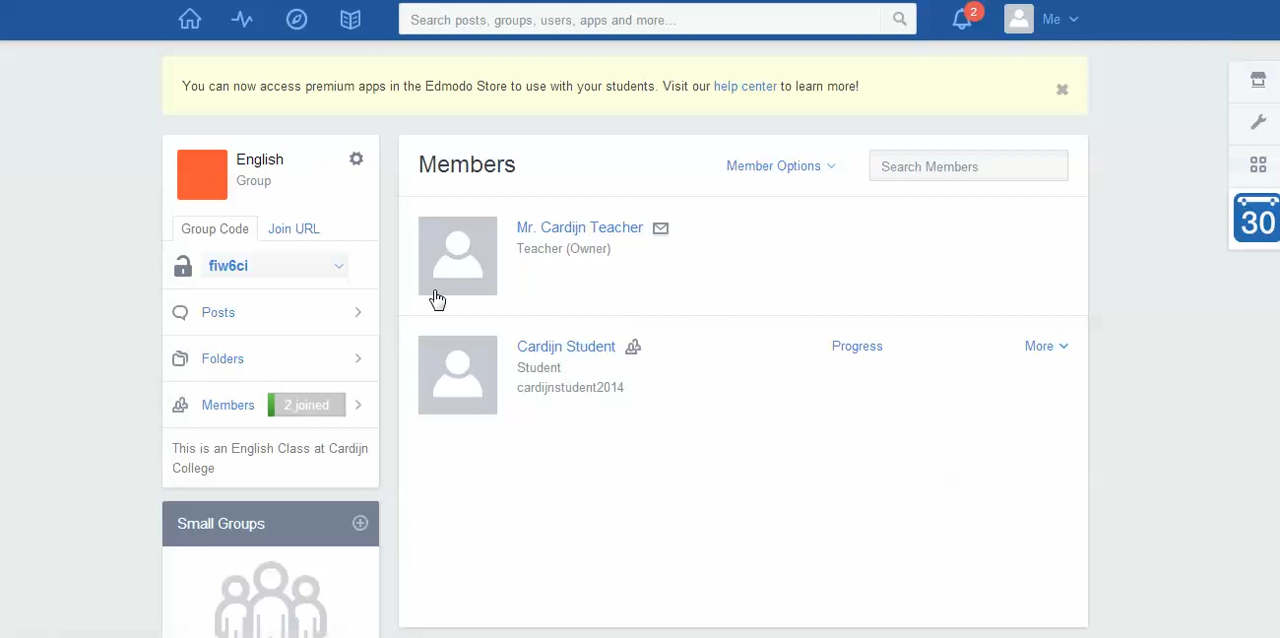 Search posts, groups, users, apps and more...
2
Me
You can now access premium apps in the Edmodo Store to use with your students. Visit our help center to learn more!
English
Group
Group Code
Join URL
fiw6ci
Posts
Folders
Members
2 joined
This is an English Class at Cardijn
College
Small Groups
Members
Member Options
Search Members
Mr. Cardijn Teacher
Teacher (Owner)
Cardijn Student
Progress
More
Student
cardijnstudent2014
30